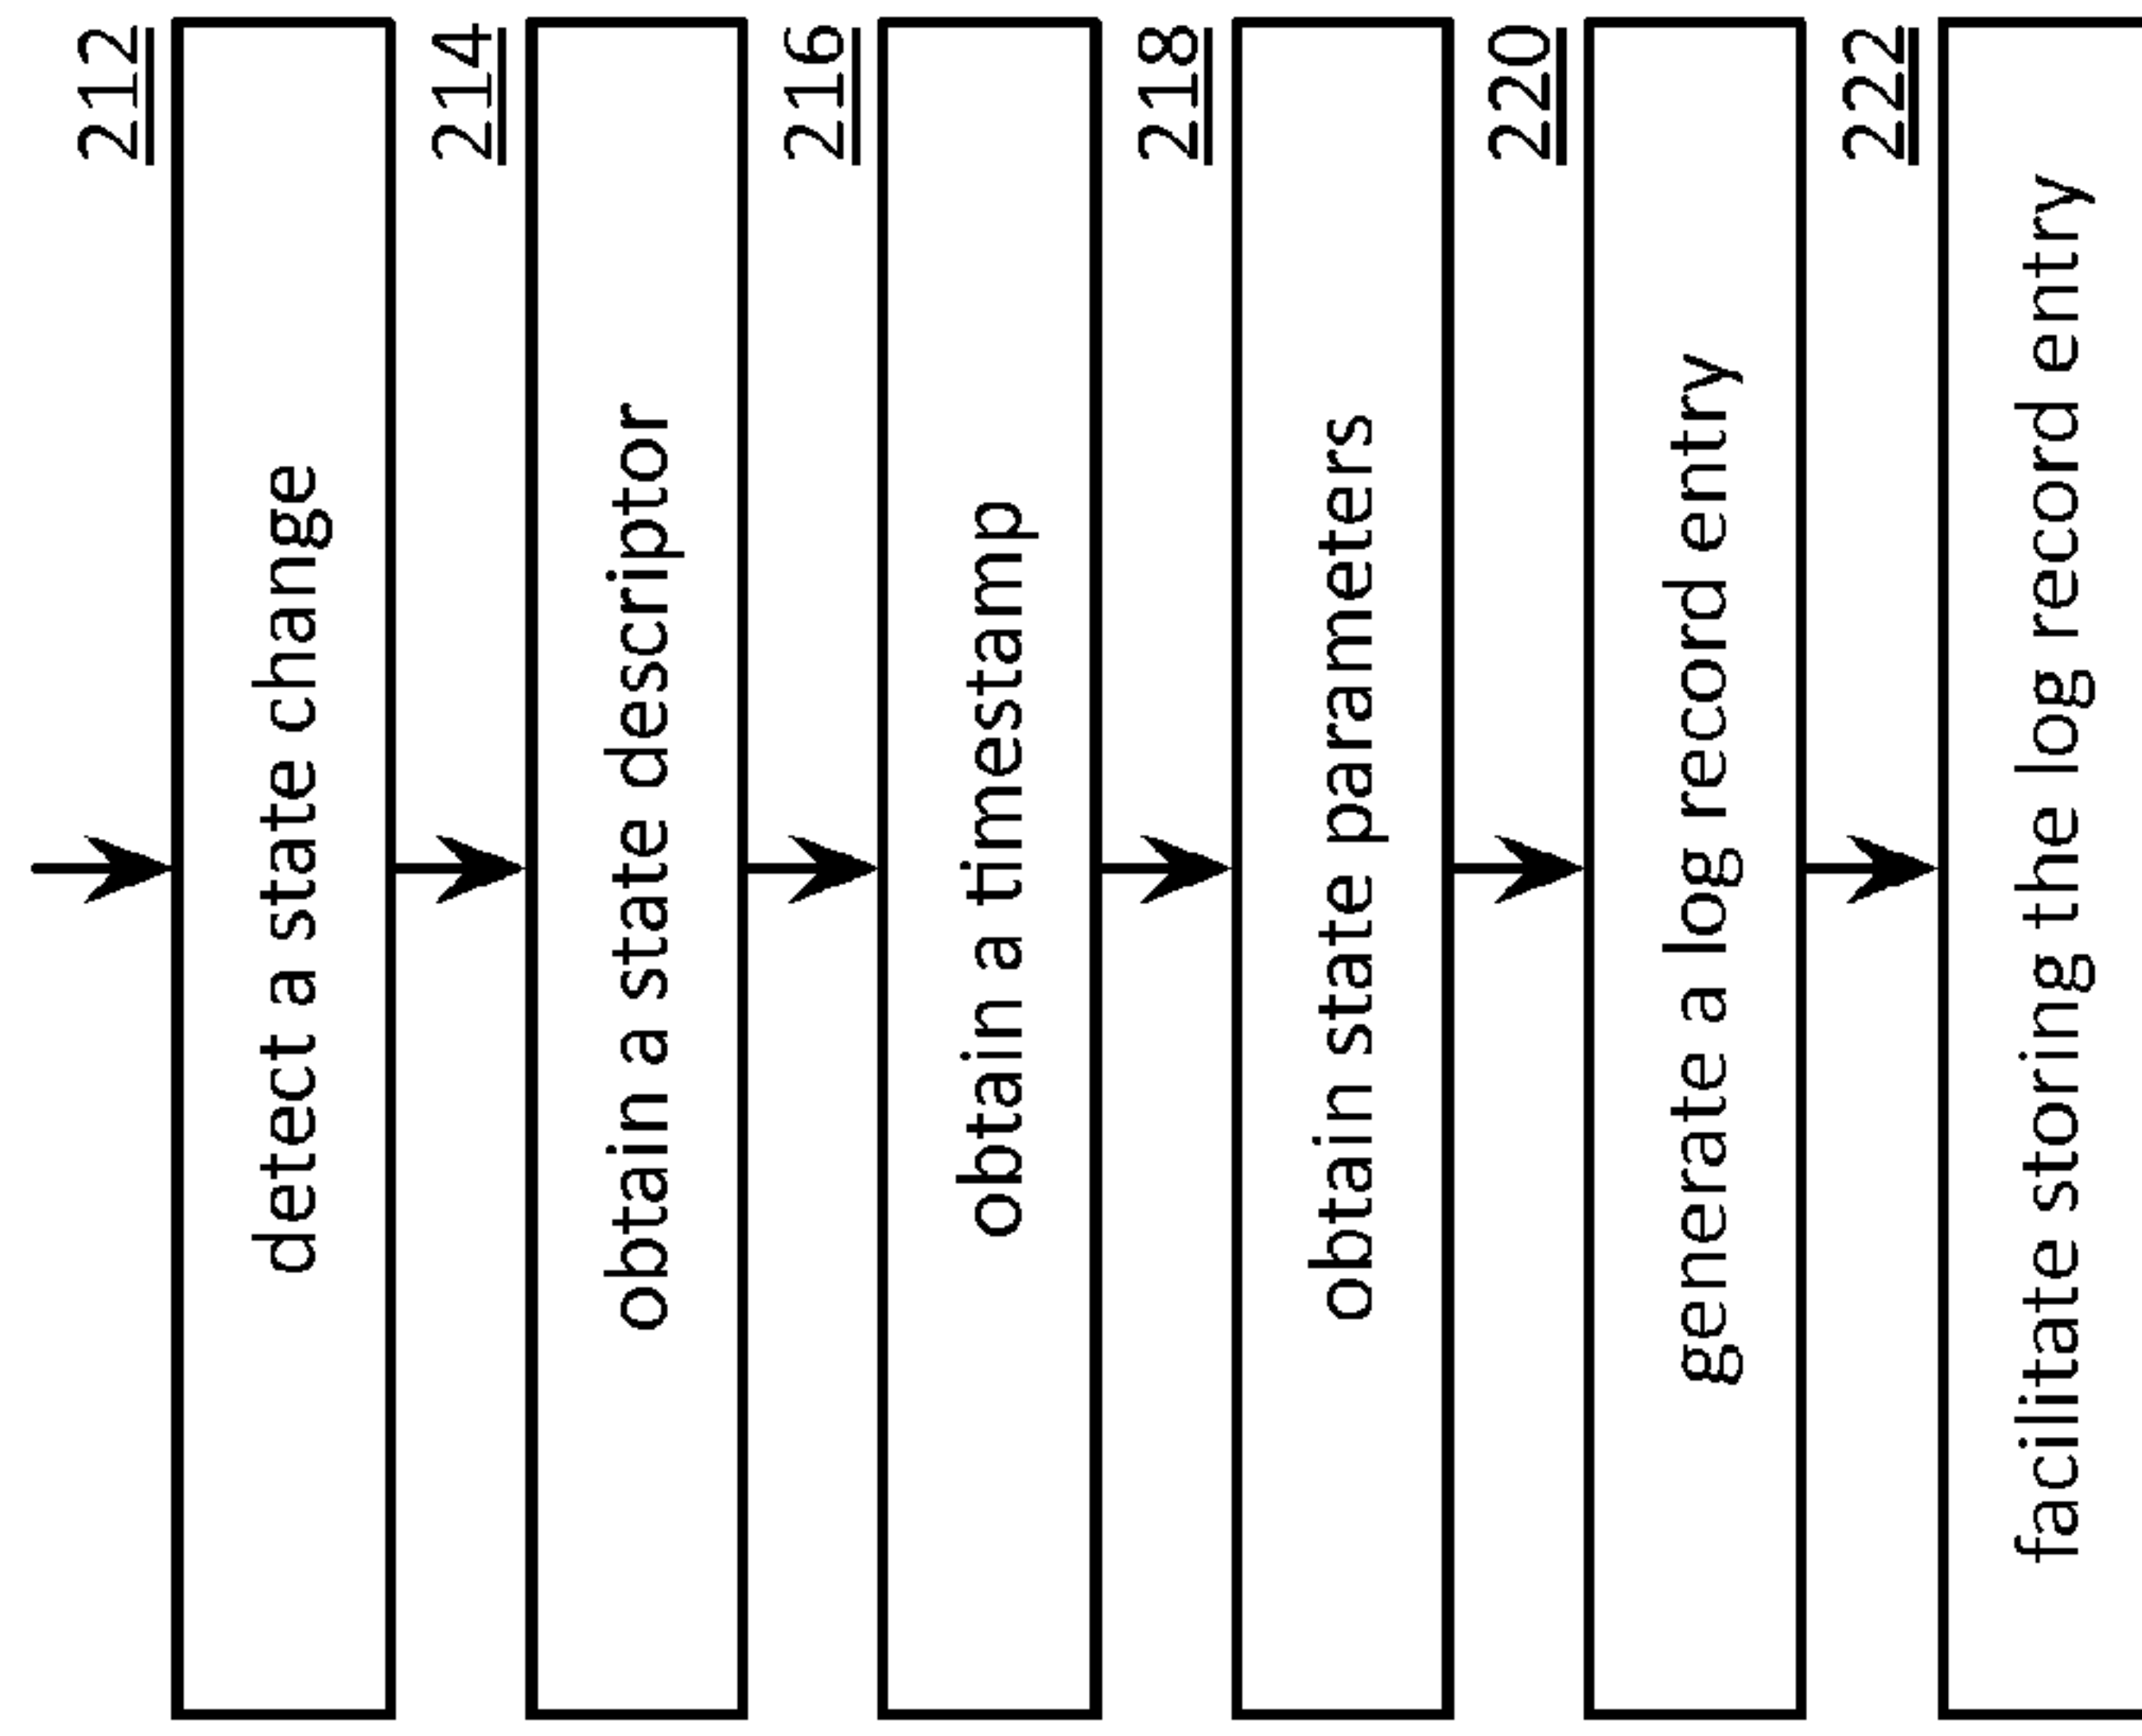 212
detect a state change
214
obtain a state descriptor
216
obtain a timestamp
218
obtain state parameters
220
generate a log record entry
222
facilitate storing the log record entry